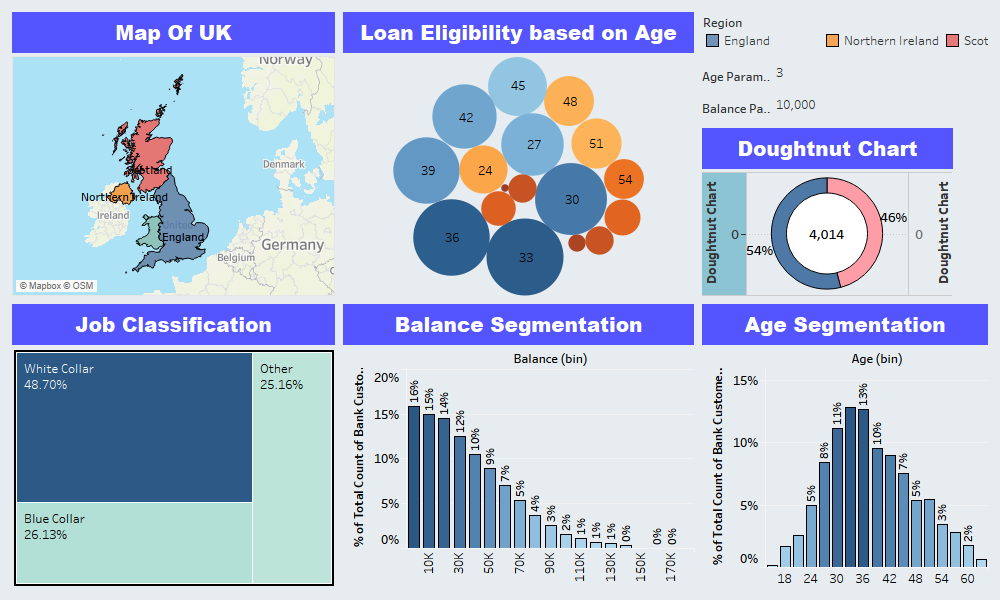 Map Of UK
Loan Eligibility based on Age
Region
England
Northern Ireland
Scot
Age Param.. 3
Balance Pa.. 10,000
Norway
Denmark
Scotland
Northern Ireland
Ireland
United
England
Germany
Belgium
© Mapbox © OSM
45
48
42
27
51
39
24
54
30
36
33
Doughtnut Chart
Doughtnut Chart
0
46%
4,014
54%
0
Doughtnut Chart
Job Classification
White Collar
48.70%
Other
25.16%
Blue Collar
26.13%
Balance Segmentation
Balance (bin)
% of Total Count of Bank Custo..
20%
15%
10%
5%
0%
16%
15%
14%
12%
10%
9%
7%
5%
4%
3%
2%
1%
1%
1%
0%
0%
0%
10K
30K
50K
70K
90K
110K
130K
150K
170K
Age Segmentation
Age (bin)
% of Total Count of Bank Custome..
15%
10%
5%
0%
5%
8%
11%
13%
10%
7%
5%
3%
2%
18
24
30
36
42
48
54
60